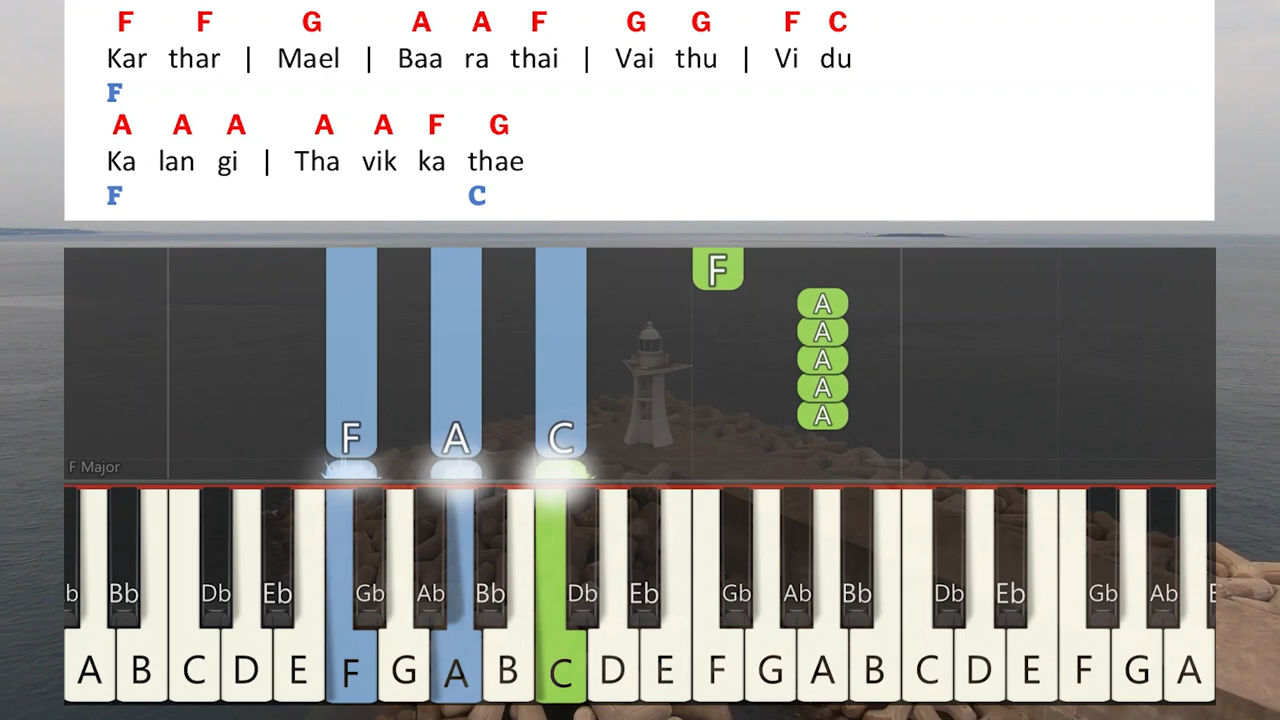 F F G A A F G G F C
Kar thar | Mael | Baa ra thai | Vai thu | Vi du
F
A A A A A F G
Ka lan gi | Tha vik ka thae
F C
F
A
A
A
A
A
F A C
F Major
b Bb Db Eb Gb Ab Bb Db Eb Gb Ab Bb Db Eb Gb Ab
A B C D E F G A B C D E F G A B C D E F G A